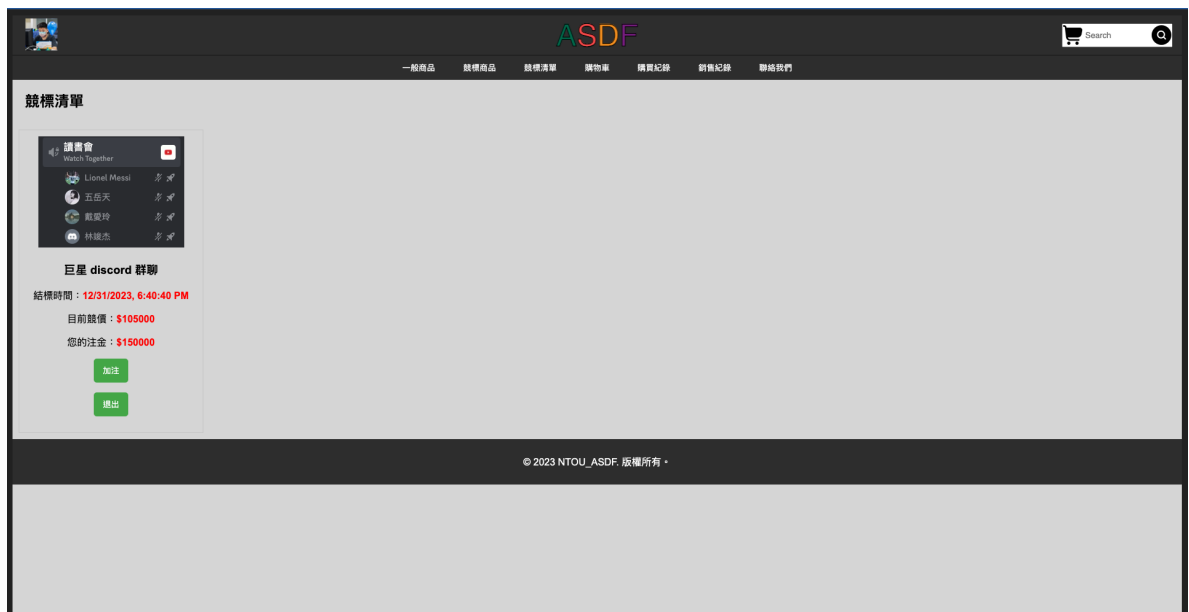 ASDF
Search
一般商品 競標商品 競標清單 購物車 購買紀錄 銷售紀錄 聯絡我們
競標清單
讀書會
Watch Together
Lionel Messi
五岳天
戴愛玲
林竣杰
巨星 discord 群聊
結標時間：12/31/2023, 6:40:40 PM
目前競價：$105000
您的注金：$150000
加注
退出
© 2023 NTOU_ASDF. 版權所有。